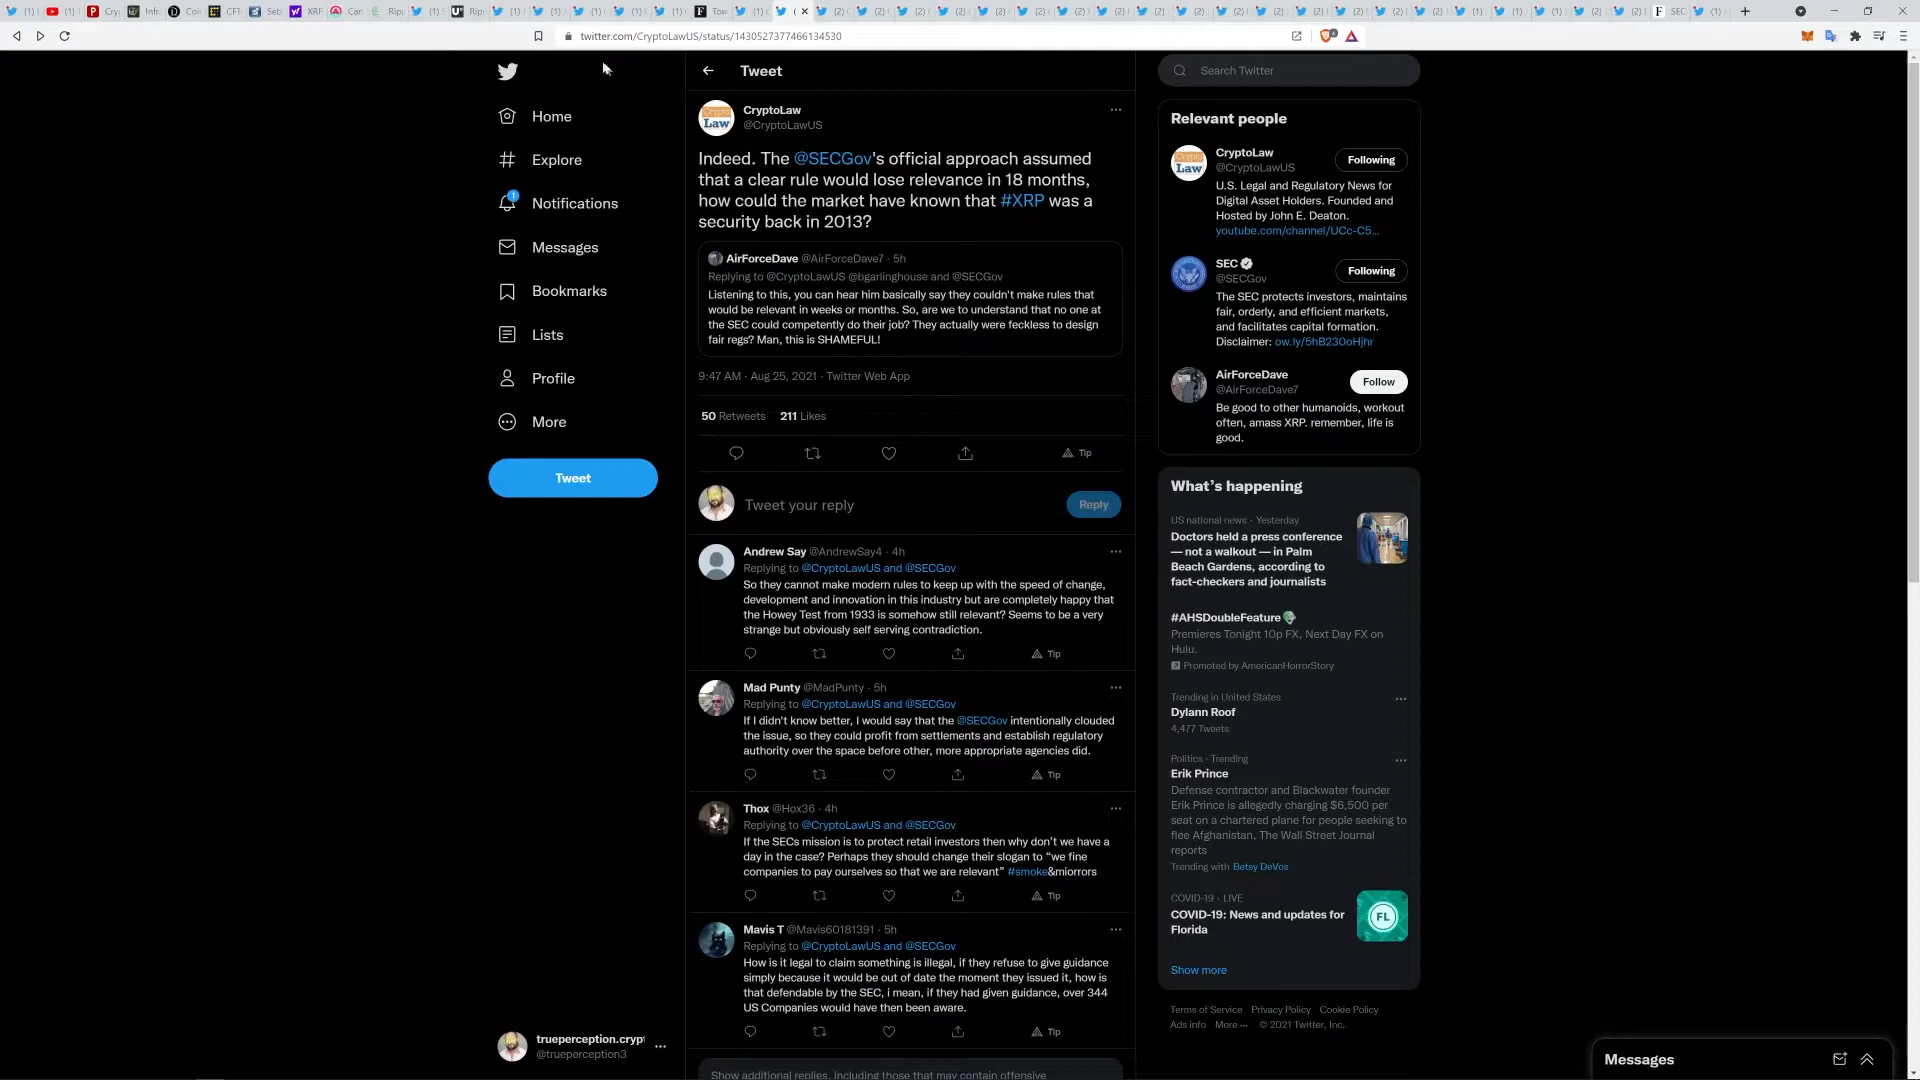 twitter.com/CryptoLawUS/status/1430527377466134530
Home
Explore
1
Notifications
Messages
Bookmarks
Lists
Profile
More
Tweet
trueperception.crypt
@trueperception3
Tweet
CryptoLaw
@CryptoLawUS
Indeed. The @SECGov's official approach assumed
that a clear rule would lose relevance in 18 months,
how could the market have known that #XRP was a
security back in 2013?
AirForceDave @AirForceDave7 · 5h
Replying to @CryptoLawUS @bgarlinghouse and @SECGov
Listening to this, you can hear him basically say they couldn't make rules that
would be relevant in weeks or months. So, are we to understand that no one at
the SEC could competently do their job? They actually were feckless to design
fair regs? Man, this is SHAMEFUL!
9:47 AM · Aug 25, 2021 · Twitter Web App
50 Retweets 211 Likes
Tip
Tweet your reply
Reply
Andrew Say @AndrewSay4 · 4h
Replying to @CryptoLawUS and @SECGov
So they cannot make modern rules to keep up with the speed of change,
development and innovation in this industry but are completely happy that
the Howey Test from 1933 is somehow still relevant? Seems to be a very
strange but obviously self serving contradiction.
Tip
Mad Punty @MadPunty · 5h
Replying to @CryptoLawUS and @SECGov
If I didn't know better, I would say that the @SECGov intentionally clouded
the issue, so they could profit from settlements and establish regulatory
authority over the space before other, more appropriate agencies did.
Tip
Thox @Hox36 · 4h
Replying to @CryptoLawUS and @SECGov
If the SECs mission is to protect retail investors then why don't we have a
day in the case? Perhaps they should change their slogan to "we fine
companies to pay ourselves so that we are relevant" #smoke&miorrors
Tip
Mavis T @Mavis60181391 · 5h
Replying to @CryptoLawUS and @SECGov
How is it legal to claim something is illegal, if they refuse to give guidance
simply because it would be out of date the moment they issued it, how is
that defendable by the SEC, i mean, if they had given guidance, over 344
US Companies would have then been aware.
Tip
Show additional replies, including those that may contain offensive
Search Twitter
Relevant people
CryptoLaw
@CryptoLawUS
Following
U.S. Legal and Regulatory News for
Digital Asset Holders. Founded and
Hosted by John E. Deaton.
youtube.com/channel/UCc-C5...
SEC
@SECGov
Following
The SEC protects investors, maintains
fair, orderly, and efficient markets,
and facilitates capital formation.
Disclaimer: ow.ly/5hB230oHjhr
AirForceDave
@AirForceDave7
Follow
Be good to other humanoids, workout
often, amass XRP. remember, life is
good.
What's happening
US national news · Yesterday
Doctors held a press conference
— not a walkout — in Palm
Beach Gardens, according to
fact-checkers and journalists
#AHSDoubleFeature
Premieres Tonight 10p FX, Next Day FX on
Hulu.
Promoted by AmericanHorrorStory
Trending in United States
Dylann Roof
4,477 Tweets
Politics · Trending
Erik Prince
Defense contractor and Blackwater founder
Erik Prince is allegedly charging $6,500 per
seat on a chartered plane for people seeking to
flee Afghanistan, The Wall Street Journal
reports
Trending with Betsy DeVos
COVID-19 · LIVE
COVID-19: News and updates for
Florida
FL
Show more
Terms of Service Privacy Policy Cookie Policy
Ads info More ··· © 2021 Twitter, Inc.
Messages